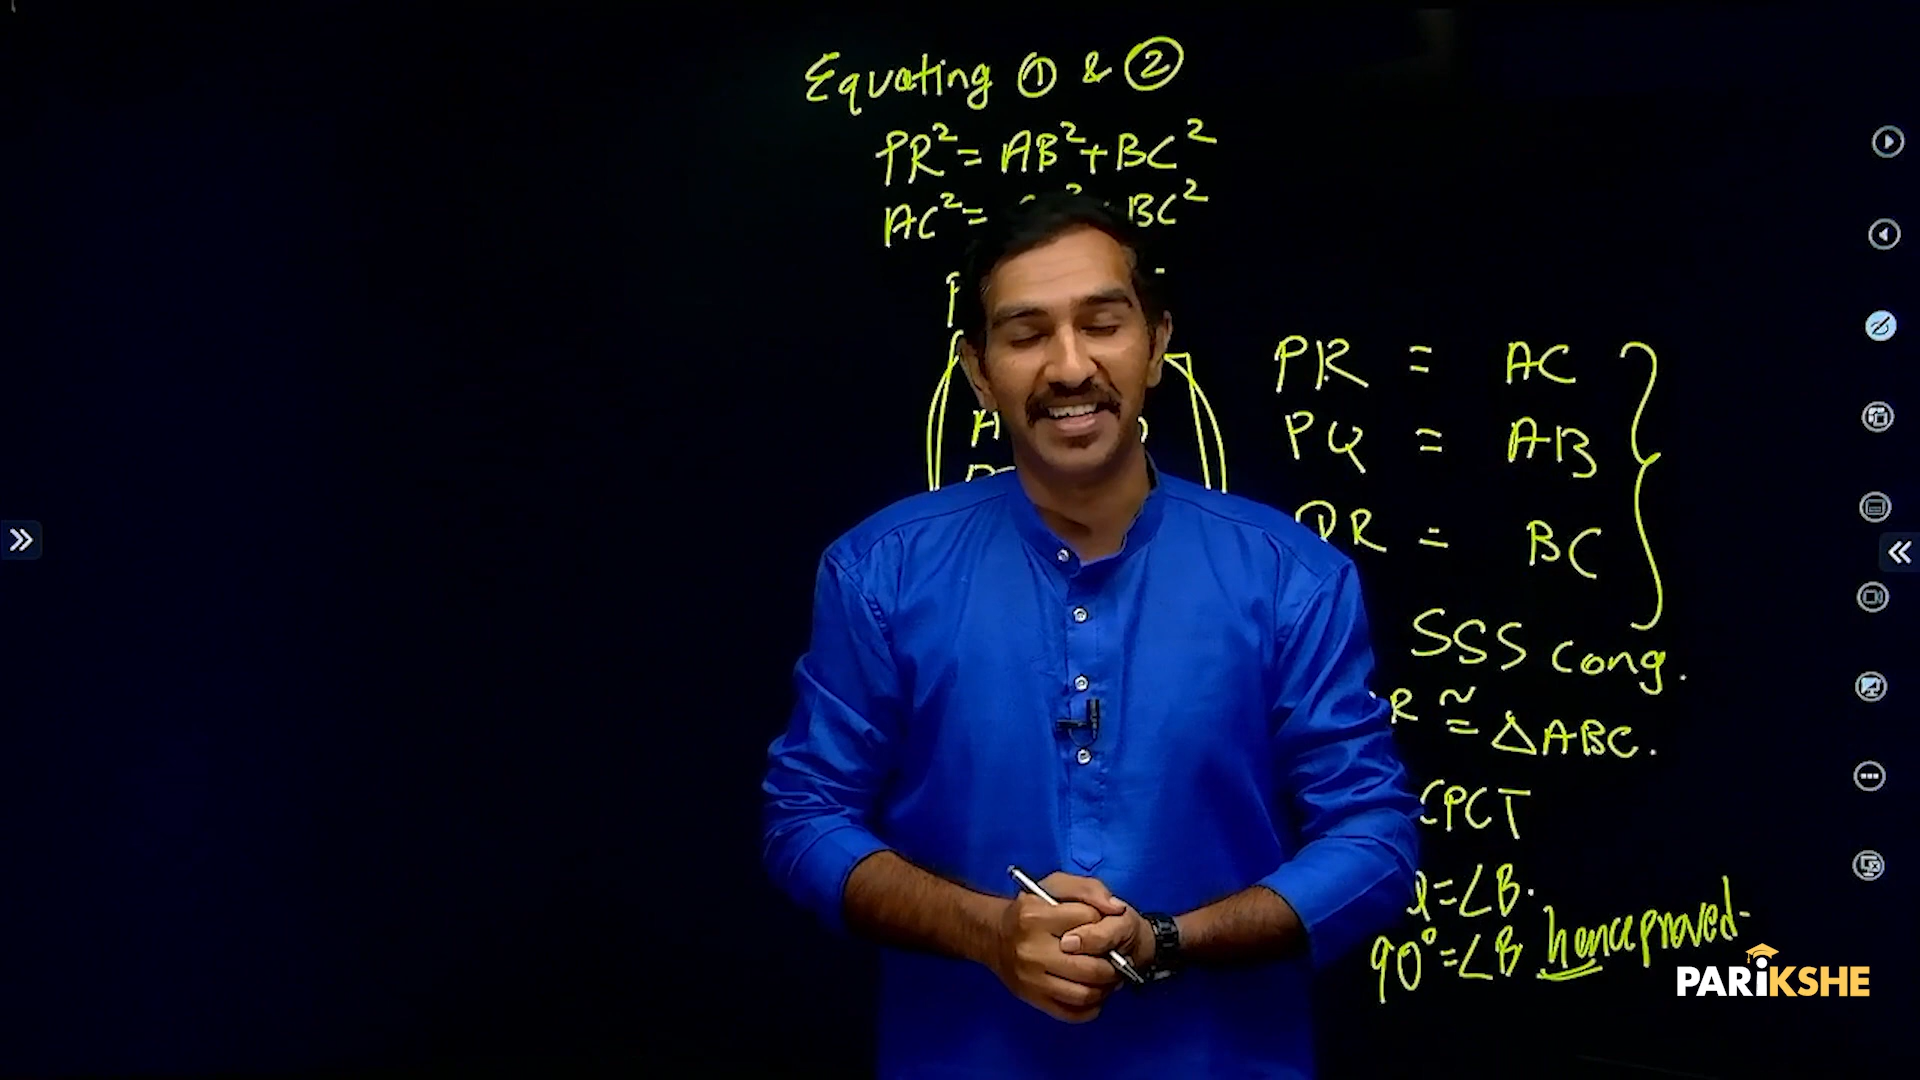 Equating ① & ②
PR² = AB² + BC²
AC² = BC²
PR = AC
PQ = AB
QR = BC
SSS cong.
R ≅ △ABC.
CPCT
= ∠B.
90° = ∠B hence proved.
PARiKSHE